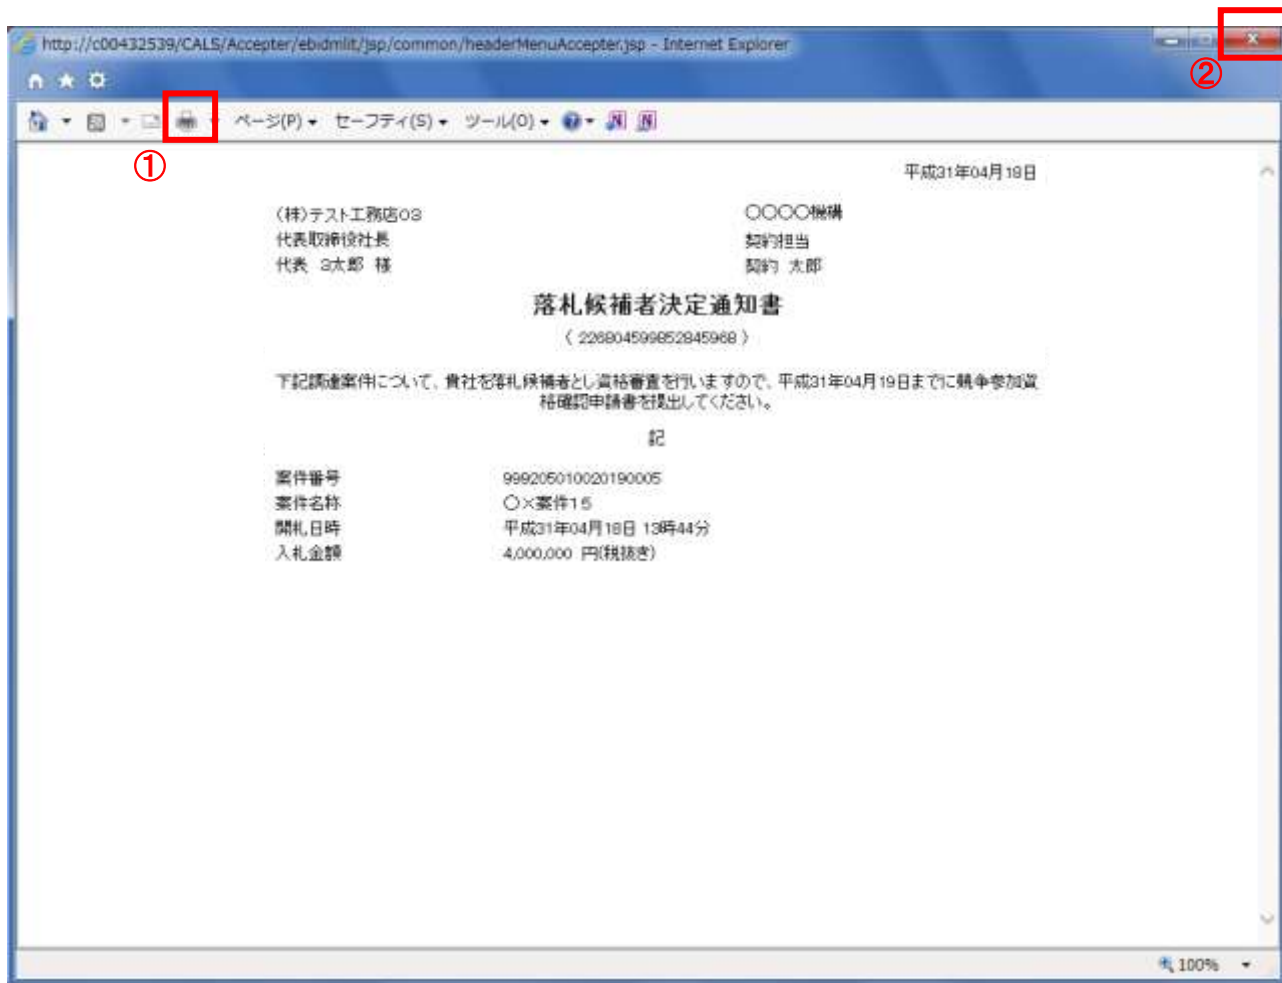 http://c00432539/CALS/Accepter/ebidmlit/jsp/common/headerMenuAccepter.jsp - Internet Explorer
②
ページ(P) セーフティ(S) ツール(O)
①
平成31年04月18日
(株)テスト工務店03
〇〇〇〇機構
代表取締役社長
契約担当
代表 3太郎 様
契約 太郎
落札候補者決定通知書
( 226804599852845968 )
下記調達案件について、貴社を落札候補者とし資格審査を行いますので、平成31年04月19日までに競争参加資
格確認申請書を提出してください。
記
案件番号 999205010020190005
案件名称 〇×案件15
開札日時 平成31年04月18日 13時44分
入札金額 4,000,000 円(税抜き)
100%